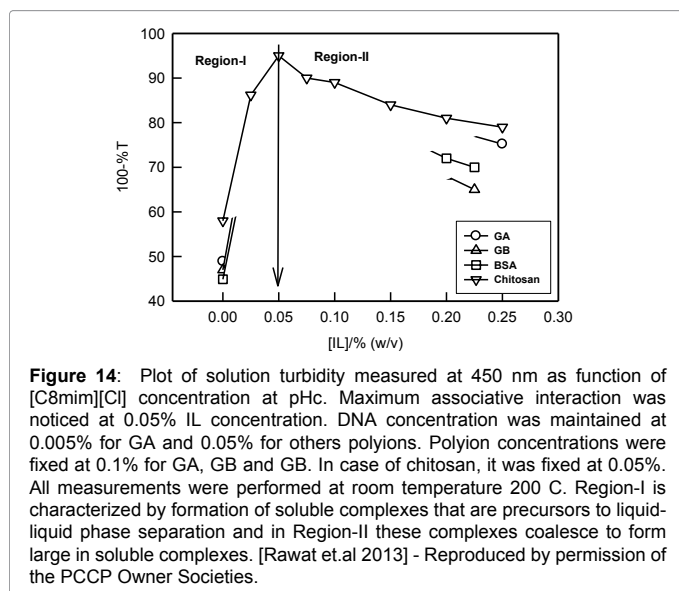 100
90
80
70
60
50
40
100-%T
Region-I
Region-II
GA
GB
BSA
Chitosan
0.00 0.05 0.10 0.15 0.20 0.25 0.30
[IL]/% (w/v)
Figure 14: Plot of solution turbidity measured at 450 nm as function of
[C8mim][Cl] concentration at pHc. Maximum associative interaction was
noticed at 0.05% IL concentration. DNA concentration was maintained at
0.005% for GA and 0.05% for others polyions. Polyion concentrations were
fixed at 0.1% for GA, GB and GB. In case of chitosan, it was fixed at 0.05%.
All measurements were performed at room temperature 200 C. Region-I is
characterized by formation of soluble complexes that are precursors to liquid-
liquid phase separation and in Region-II these complexes coalesce to form
large in soluble complexes. [Rawat et.al 2013] - Reproduced by permission of
the PCCP Owner Societies.